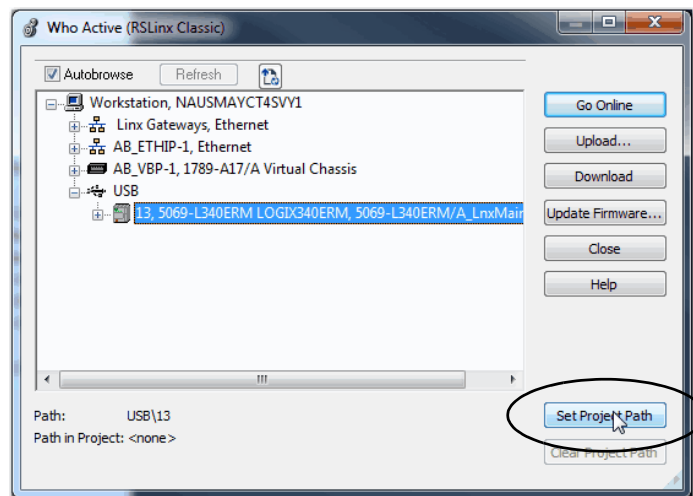 Who Active (RSLinx Classic)
Autobrowse
Refresh
Workstation, NAUSMAYCT4SVY1
Linx Gateways, Ethernet
AB_ETHIP-1, Ethernet
AB_VBP-1, 1789-A17/A Virtual Chassis
USB
13, 5069-L340ERM LOGIX340ERM, 5069-L340ERM/A_LnxMain
Go Online
Upload...
Download
Update Firmware...
Close
Help
Path: USB\13
Path in Project: <none>
Set Project Path
Clear Project Path